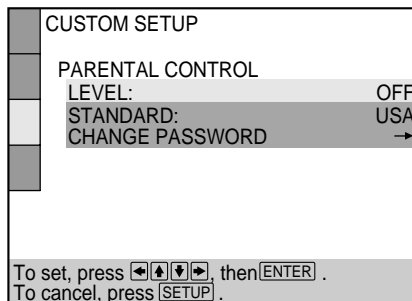 CUSTOM SETUP
PARENTAL CONTROL
LEVEL: OFF
STANDARD: USA
CHANGE PASSWORD →
To set, press ←↑↓→, then ENTER .
To cancel, press SETUP .